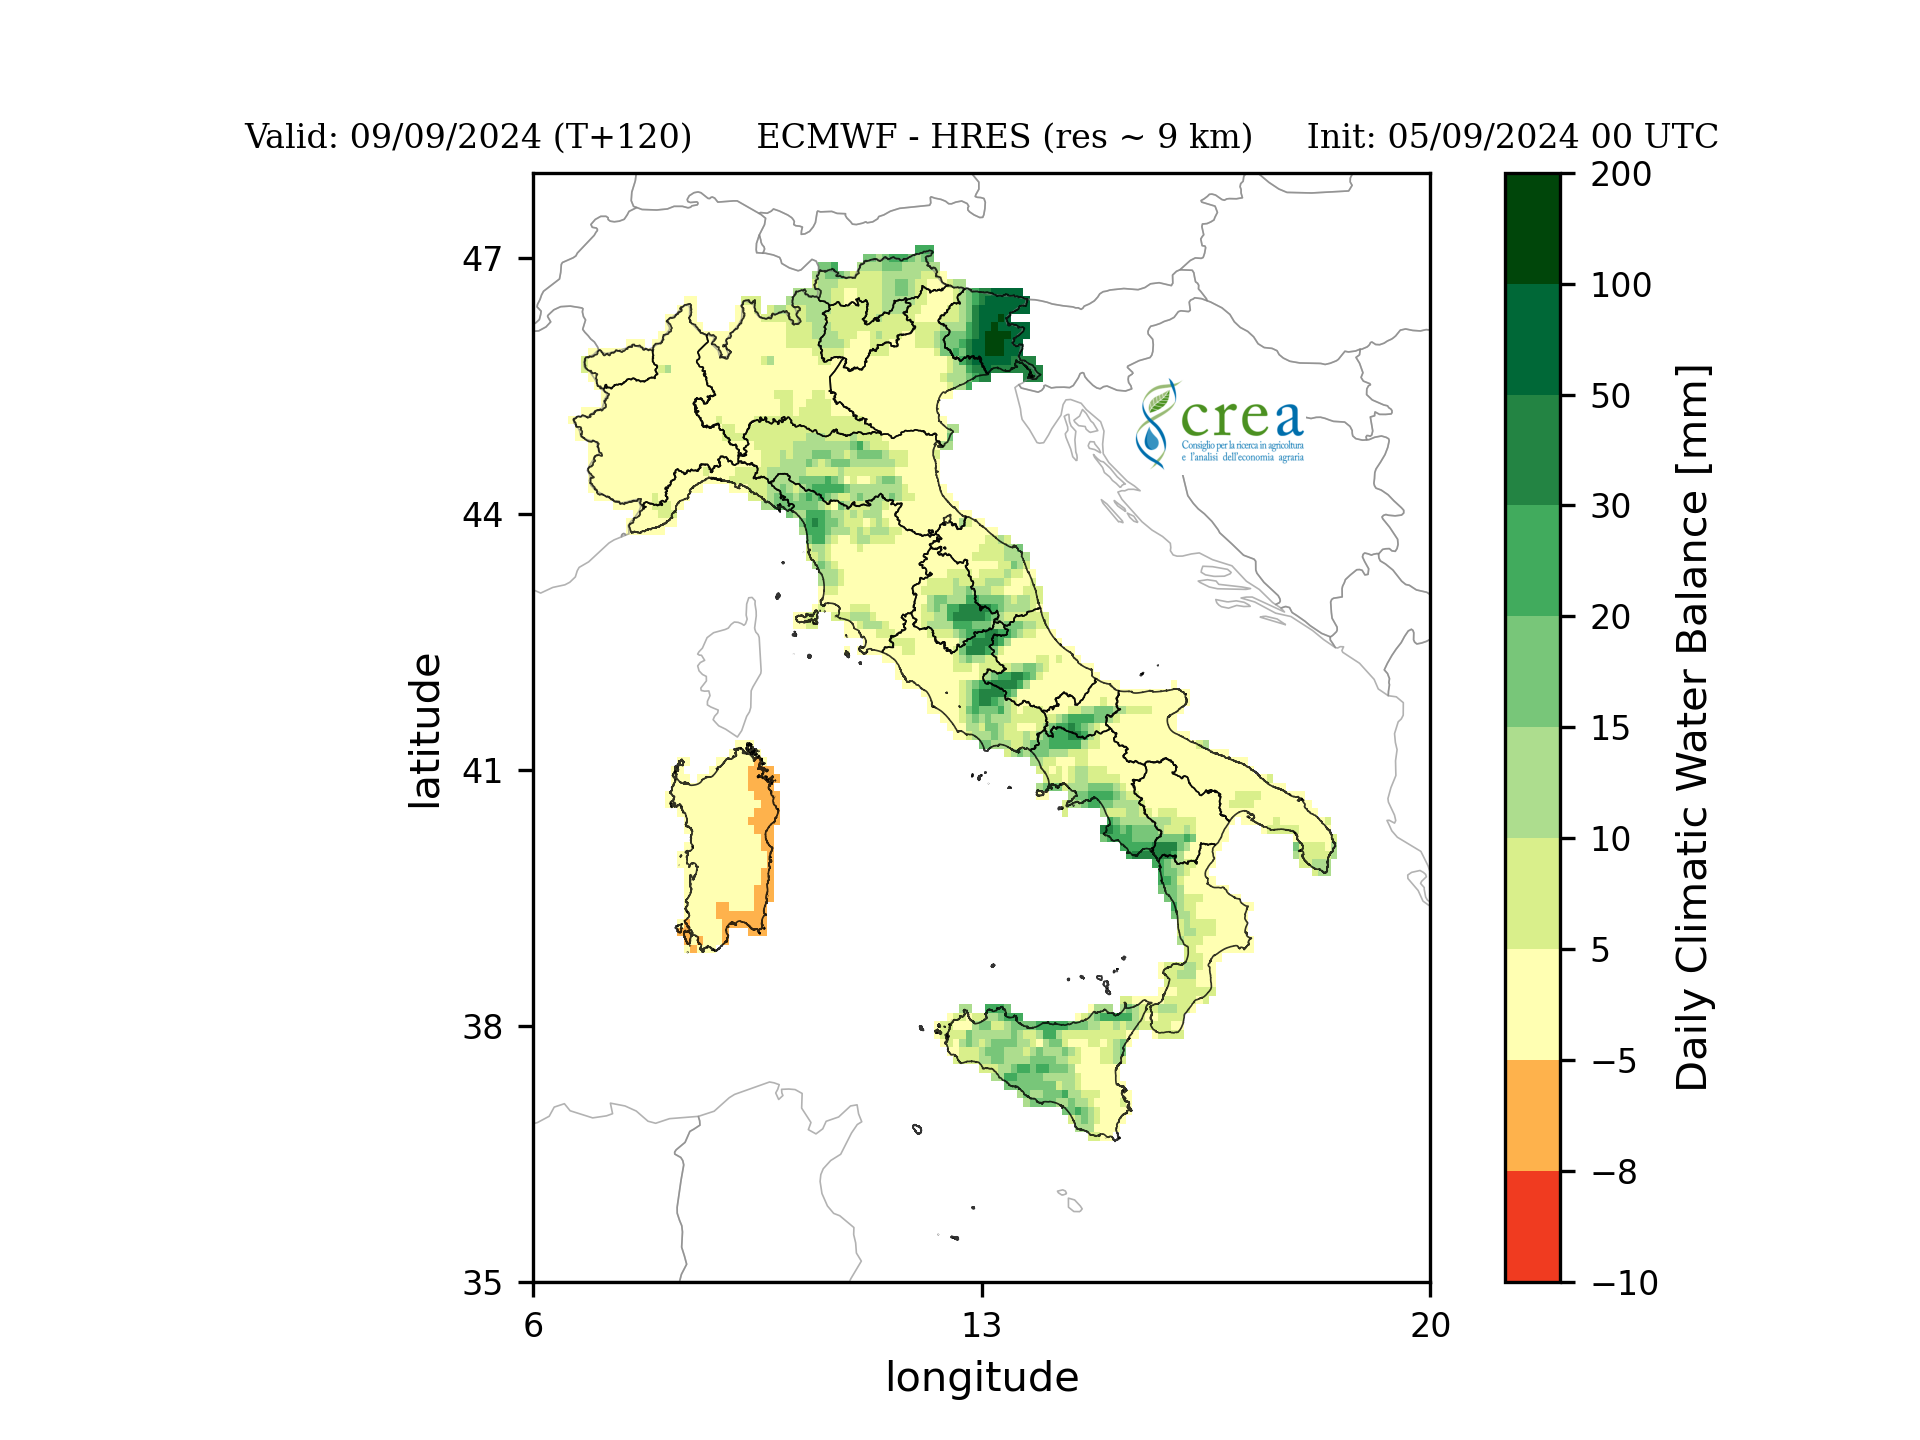 Valid: 09/09/2024 (T+120) ECMWF - HRES (res ~ 9 km) Init: 05/09/2024 00 UTC
47
44
41
38
35
latitude
6 13 20
longitude
crea
Consiglio per la ricerca in agricoltura
e l'analisi dell'economia agraria
200
100
50
30
20
15
10
5
−5
−8
−10
Daily Climatic Water Balance [mm]